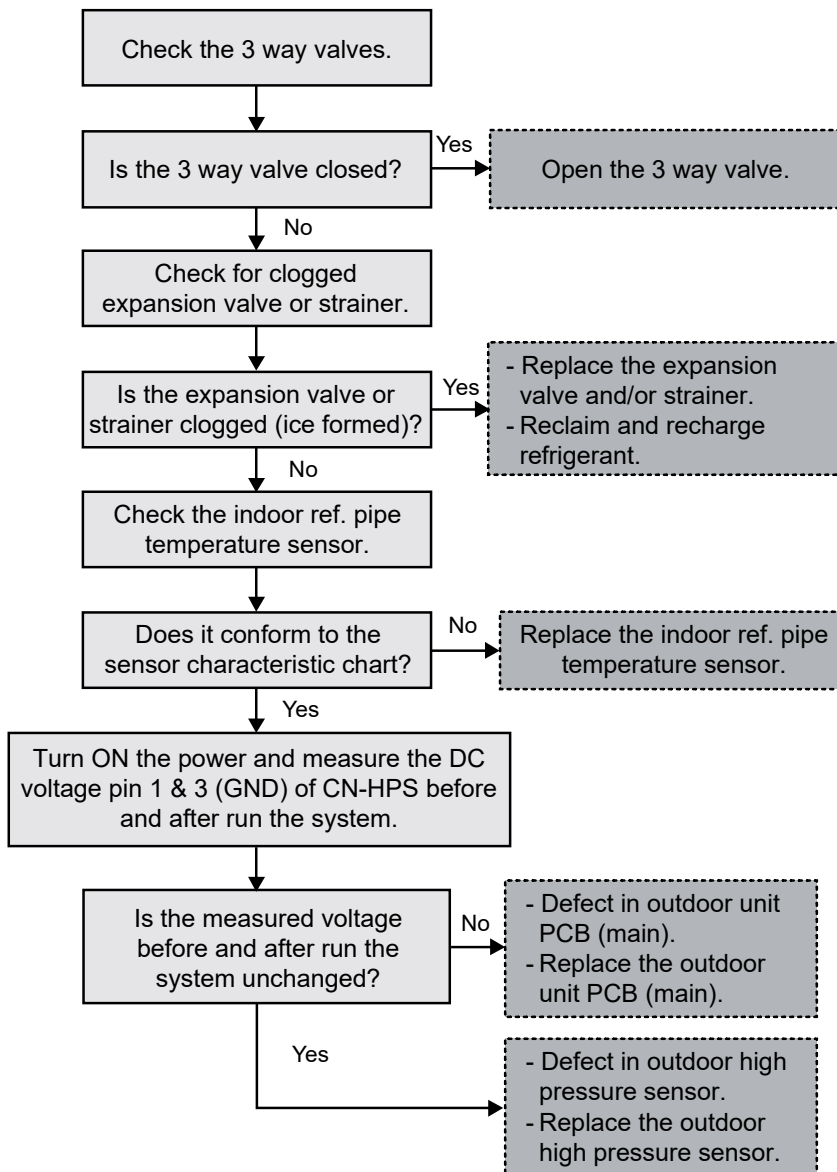 Check the 3 way valves.
Is the 3 way valve closed?
Yes
Open the 3 way valve.
No
Check for clogged
expansion valve or strainer.
Is the expansion valve or
strainer clogged (ice formed)?
Yes
- Replace the expansion
valve and/or strainer.
- Reclaim and recharge
refrigerant.
No
Check the indoor ref. pipe
temperature sensor.
Does it conform to the
sensor characteristic chart?
No
Replace the indoor ref. pipe
temperature sensor.
Yes
Turn ON the power and measure the DC
voltage pin 1 & 3 (GND) of CN-HPS before
and after run the system.
Is the measured voltage
before and after run the
system unchanged?
No
- Defect in outdoor unit
PCB (main).
- Replace the outdoor
unit PCB (main).
Yes
- Defect in outdoor high
pressure sensor.
- Replace the outdoor
high pressure sensor.